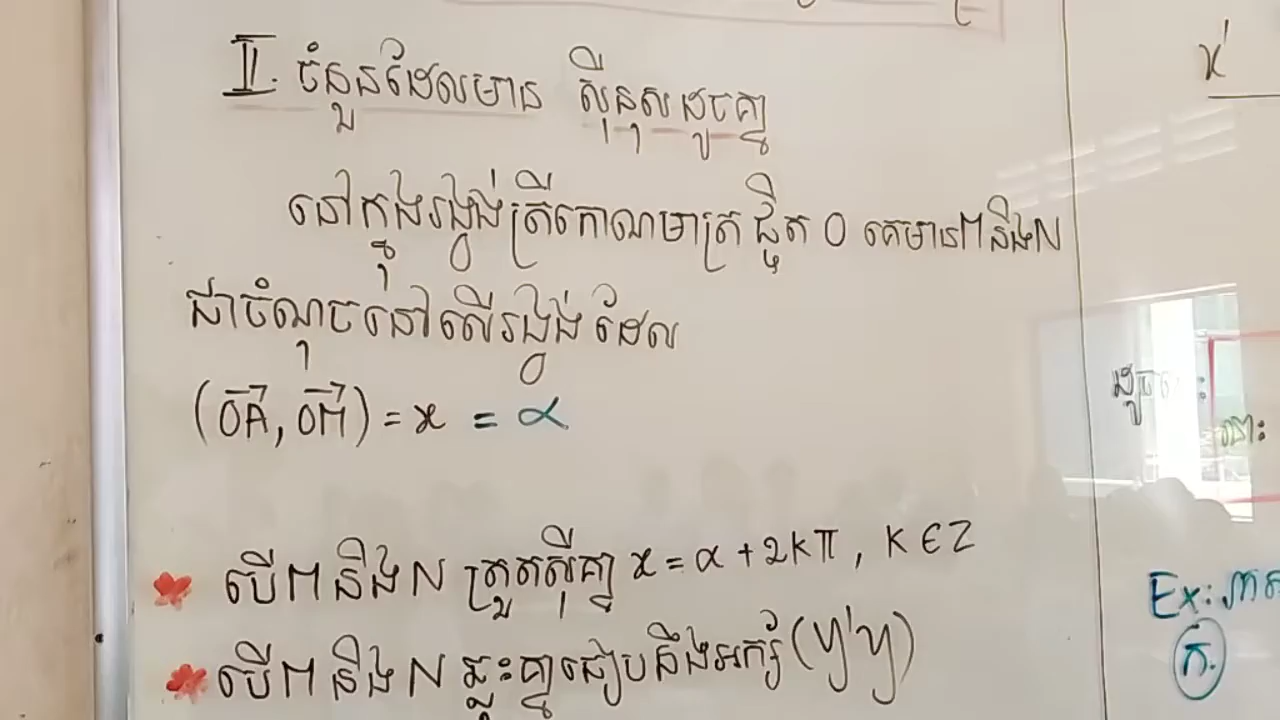 II. ចំនួនដែលមាន ស៊ីនុសដូចគ្នា
នៅក្នុងរង្វង់ត្រីកោណមាត្រ ផ្ចិត O គេមាន M និង N
ជាចំណុចនៅលើរង្វង់ ដែល
(OA, OM) = x = α
បើ M និង N ត្រួតស៊ីគ្នា x = α + 2kπ, k ∈ Z
បើ M និង N ឆ្លុះគ្នាធៀបនឹងអក្ស័ (y'y)
x'
Ex:
ក.